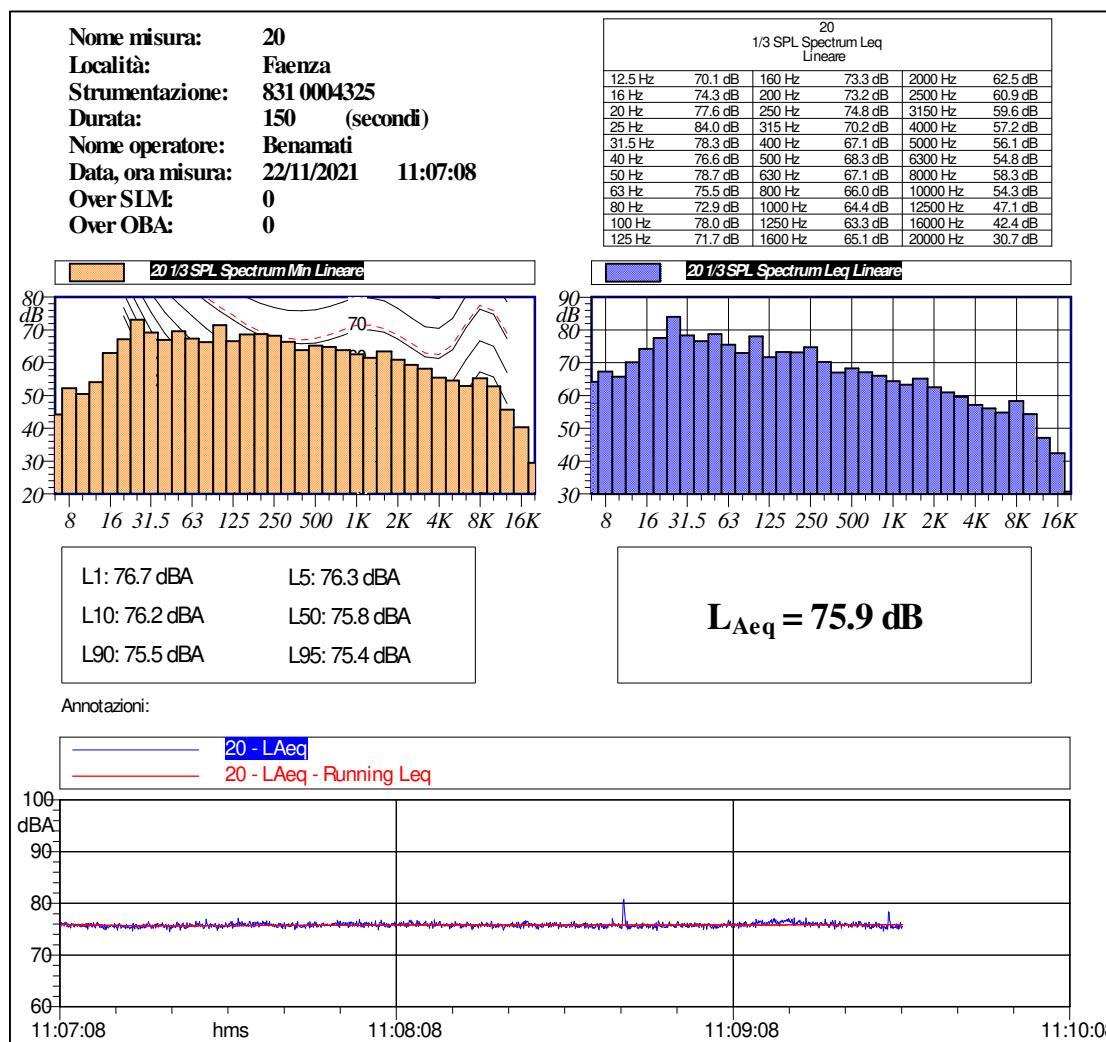 Nome misura: 20
Località: Faenza
Strumentazione: 831 0004325
Durata: 150 (secondi)
Nome operatore: Benamati
Data, ora misura: 22/11/2021 11:07:08
Over SLM: 0
Over OBA: 0
20
1/3 SPL Spectrum Leq
Lineare
12.5 Hz 70.1 dB 160 Hz 73.3 dB 2000 Hz 62.5 dB
16 Hz 74.3 dB 200 Hz 73.2 dB 2500 Hz 60.9 dB
20 Hz 77.6 dB 250 Hz 74.8 dB 3150 Hz 59.6 dB
25 Hz 84.0 dB 315 Hz 70.2 dB 4000 Hz 57.2 dB
31.5 Hz 78.3 dB 400 Hz 67.1 dB 5000 Hz 56.1 dB
40 Hz 76.6 dB 500 Hz 68.3 dB 6300 Hz 54.8 dB
50 Hz 78.7 dB 630 Hz 67.1 dB 8000 Hz 58.3 dB
63 Hz 75.5 dB 800 Hz 66.0 dB 10000 Hz 54.3 dB
80 Hz 72.9 dB 1000 Hz 64.4 dB 12500 Hz 47.1 dB
100 Hz 78.0 dB 1250 Hz 63.3 dB 16000 Hz 42.4 dB
125 Hz 71.7 dB 1600 Hz 65.1 dB 20000 Hz 30.7 dB
20 1/3 SPL Spectrum Min Lineare
80
dB
70
60
50
40
30
20
70
8 16 31.5 63 125 250 500 1K 2K 4K 8K 16K
20 1/3 SPL Spectrum Leq Lineare
90
dB
80
70
60
50
40
30
8 16 31.5 63 125 250 500 1K 2K 4K 8K 16K
L1: 76.7 dBA L5: 76.3 dBA
L10: 76.2 dBA L50: 75.8 dBA
L90: 75.5 dBA L95: 75.4 dBA
LAeq = 75.9 dB
Annotazioni:
20 - LAeq
20 - LAeq - Running Leq
100
dBA
90
80
70
60
11:07:08 hms 11:08:08 11:09:08 11:10:08